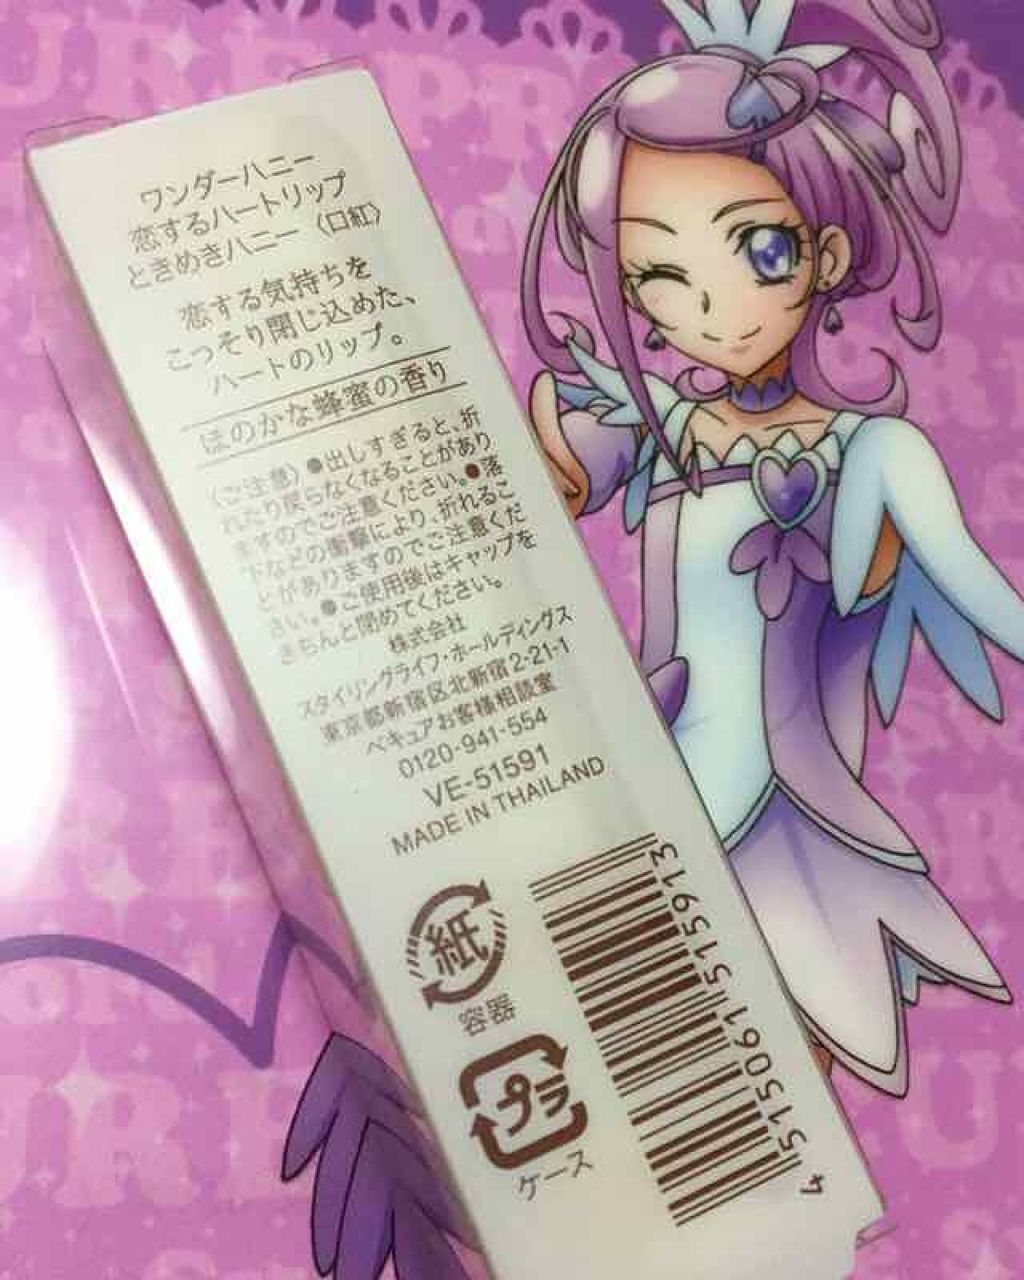 ワンダーハニー
恋するハートリップ
ときめきハニー〈口紅〉
恋する気持ちを
こっそり閉じ込めた、
ハートのリップ。
ほのかな蜂蜜の香り
〈ご注意〉●出しすぎると、折
れたり戻らなくなることがあり
ますのでご注意ください。●落
下などの衝撃により、折れるこ
とがありますのでご注意くだ
さい。●ご使用後はキャップを
きちんと閉めてください。
株式会社
スタイリングライフ・ホールディングス
東京都新宿区北新宿2-21-1
ベキュアお客様相談室
0120-941-554
VE-51591
MADE IN THAILAND
紙
容器
プラ
ケース
4 515061 515913